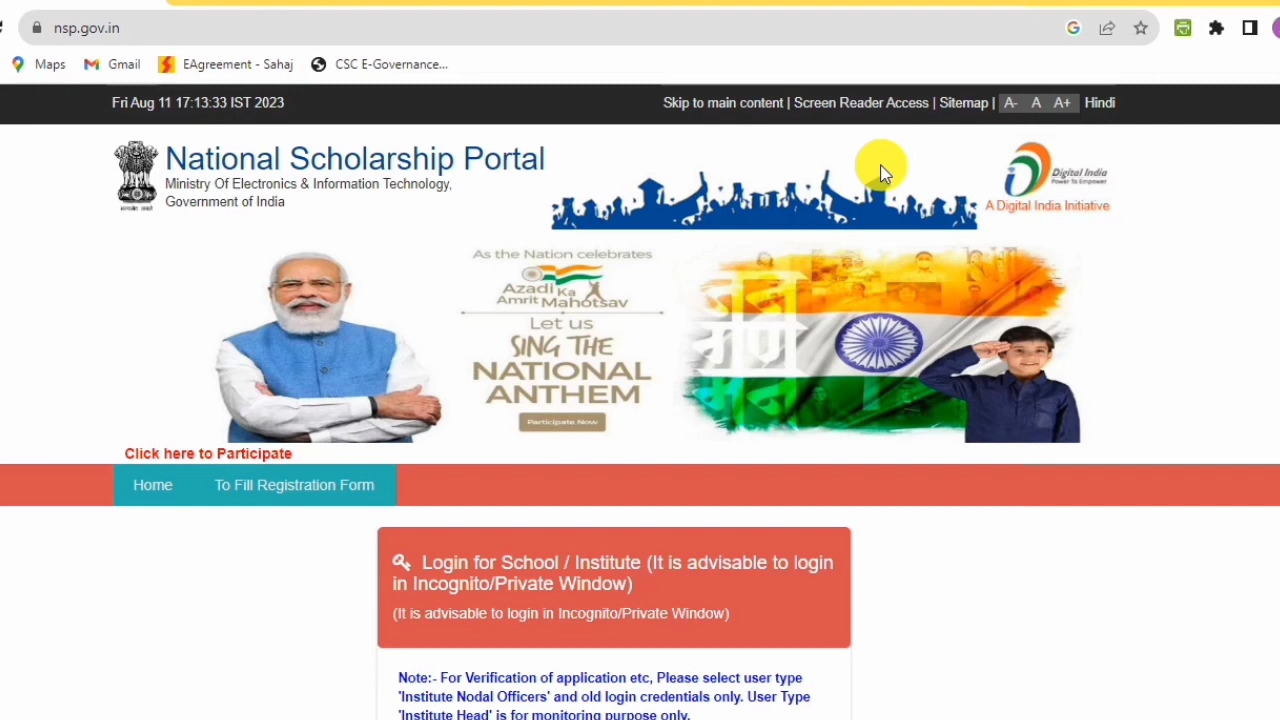 nsp.gov.in
Maps Gmail EAgreement - Sahaj CSC E-Governance...
Fri Aug 11 17:13:33 IST 2023
Skip to main content | Screen Reader Access | Sitemap | A- A A+ Hindi
National Scholarship Portal
Ministry Of Electronics & Information Technology,
Government of India
Digital India
Power To Empower
A Digital India Initiative
As the Nation celebrates
Azadi Ka
Amrit Mahotsav
Let us
SING THE
NATIONAL
ANTHEM
Participate Now
Click here to Participate
Home To Fill Registration Form
Login for School / Institute (It is advisable to login
in Incognito/Private Window)
(It is advisable to login in Incognito/Private Window)
Note:- For Verification of application etc, Please select user type
'Institute Nodal Officers' and old login credentials only. User Type
'Institute Head' is for monitoring purpose only.